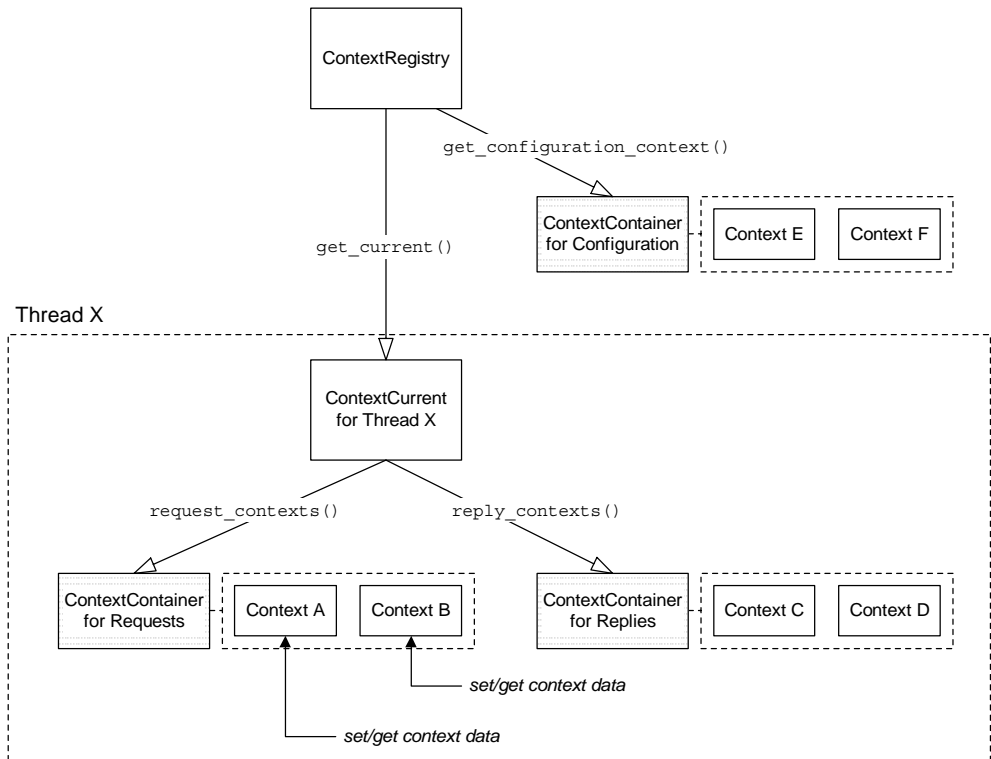 ContextRegistry
get_configuration_context()
ContextContainer
for Configuration
Context E
Context F
get_current()
Thread X
ContextCurrent
for Thread X
request_contexts()
reply_contexts()
ContextContainer
for Requests
Context A
Context B
ContextContainer
for Replies
Context C
Context D
set/get context data
set/get context data